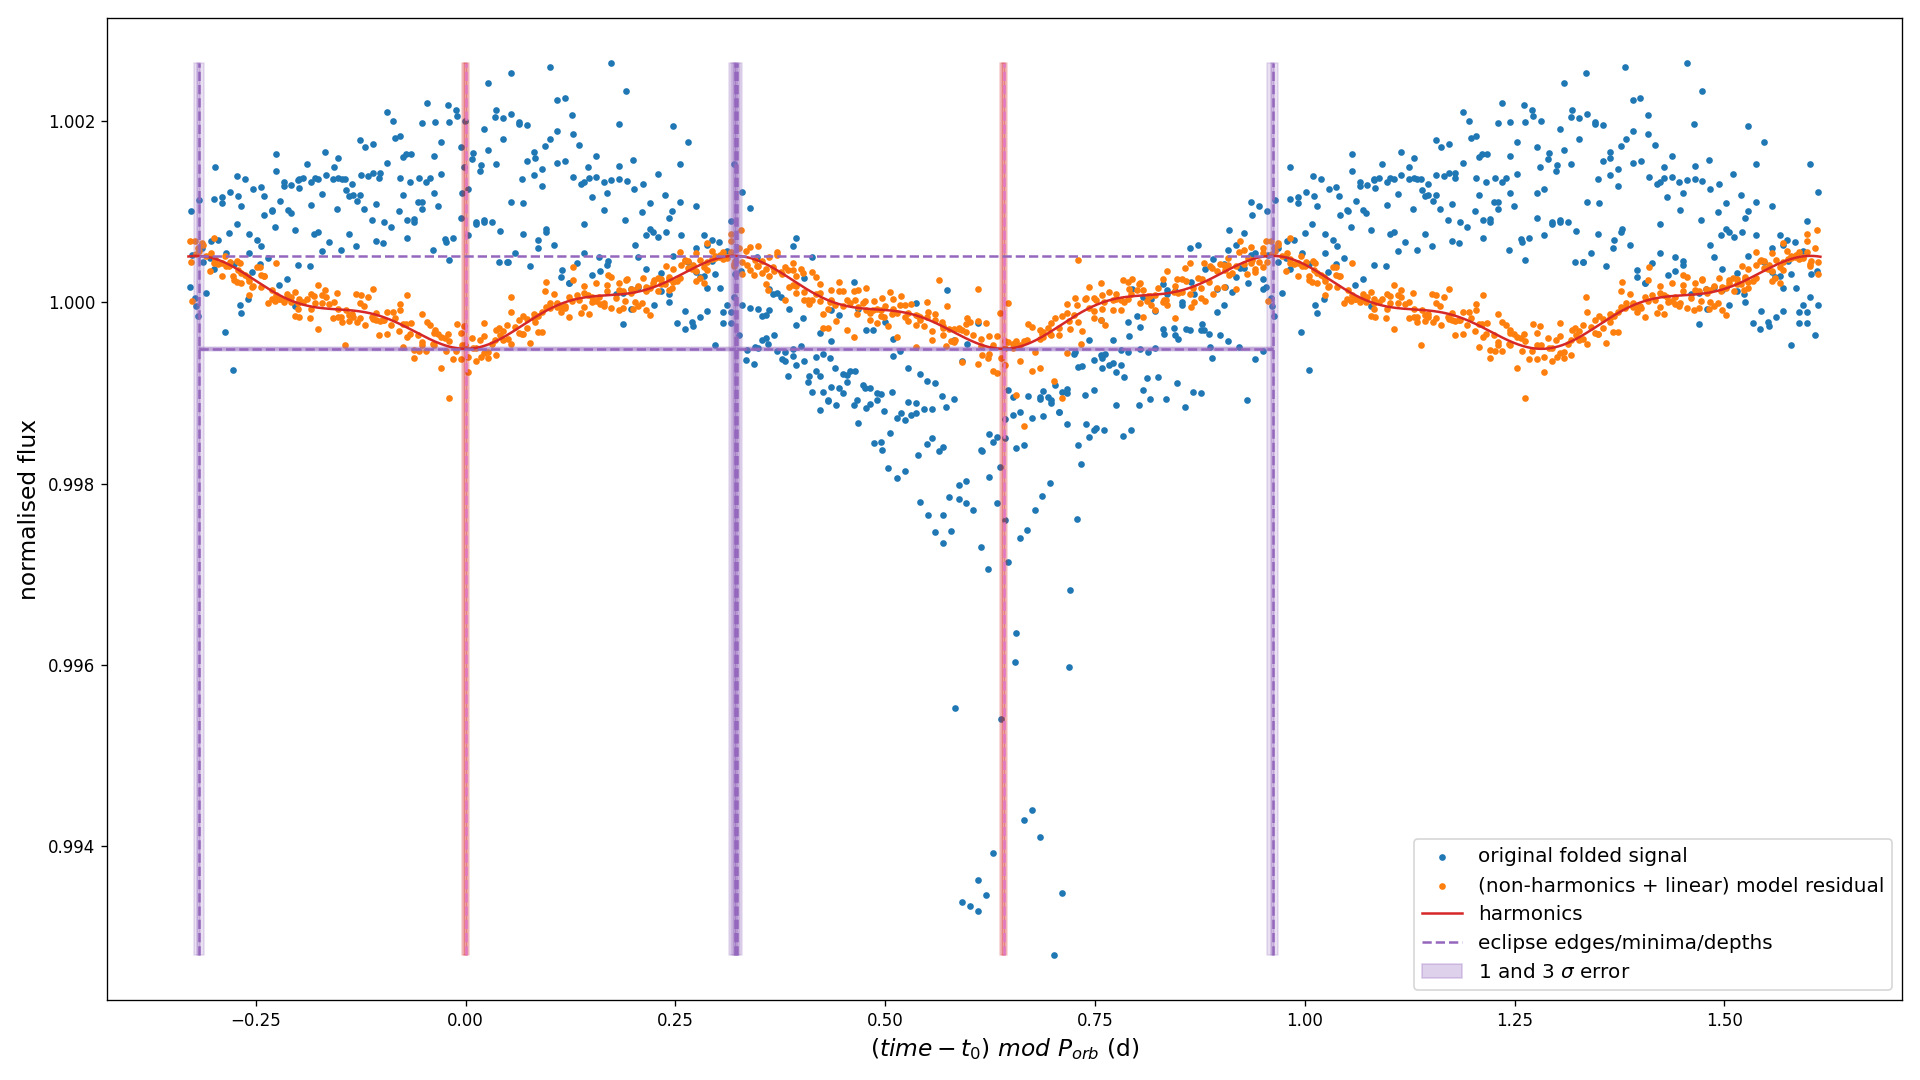 normalised flux
1.002
1.000
0.998
0.996
0.994
−0.25 0.00 0.25 0.50 0.75 1.00 1.25 1.50
(time − t₀) mod P_orb (d)
original folded signal
(non-harmonics + linear) model residual
harmonics
eclipse edges/minima/depths
1 and 3 σ error